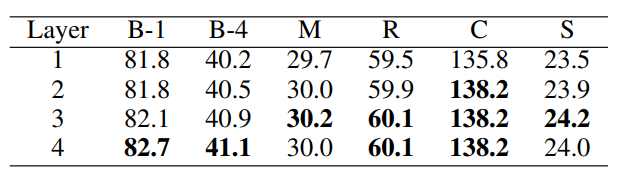 Layer B-1 B-4 M R C S
1 81.8 40.2 29.7 59.5 135.8 23.5
2 81.8 40.5 30.0 59.9 138.2 23.9
3 82.1 40.9 30.2 60.1 138.2 24.2
4 82.7 41.1 30.0 60.1 138.2 24.0